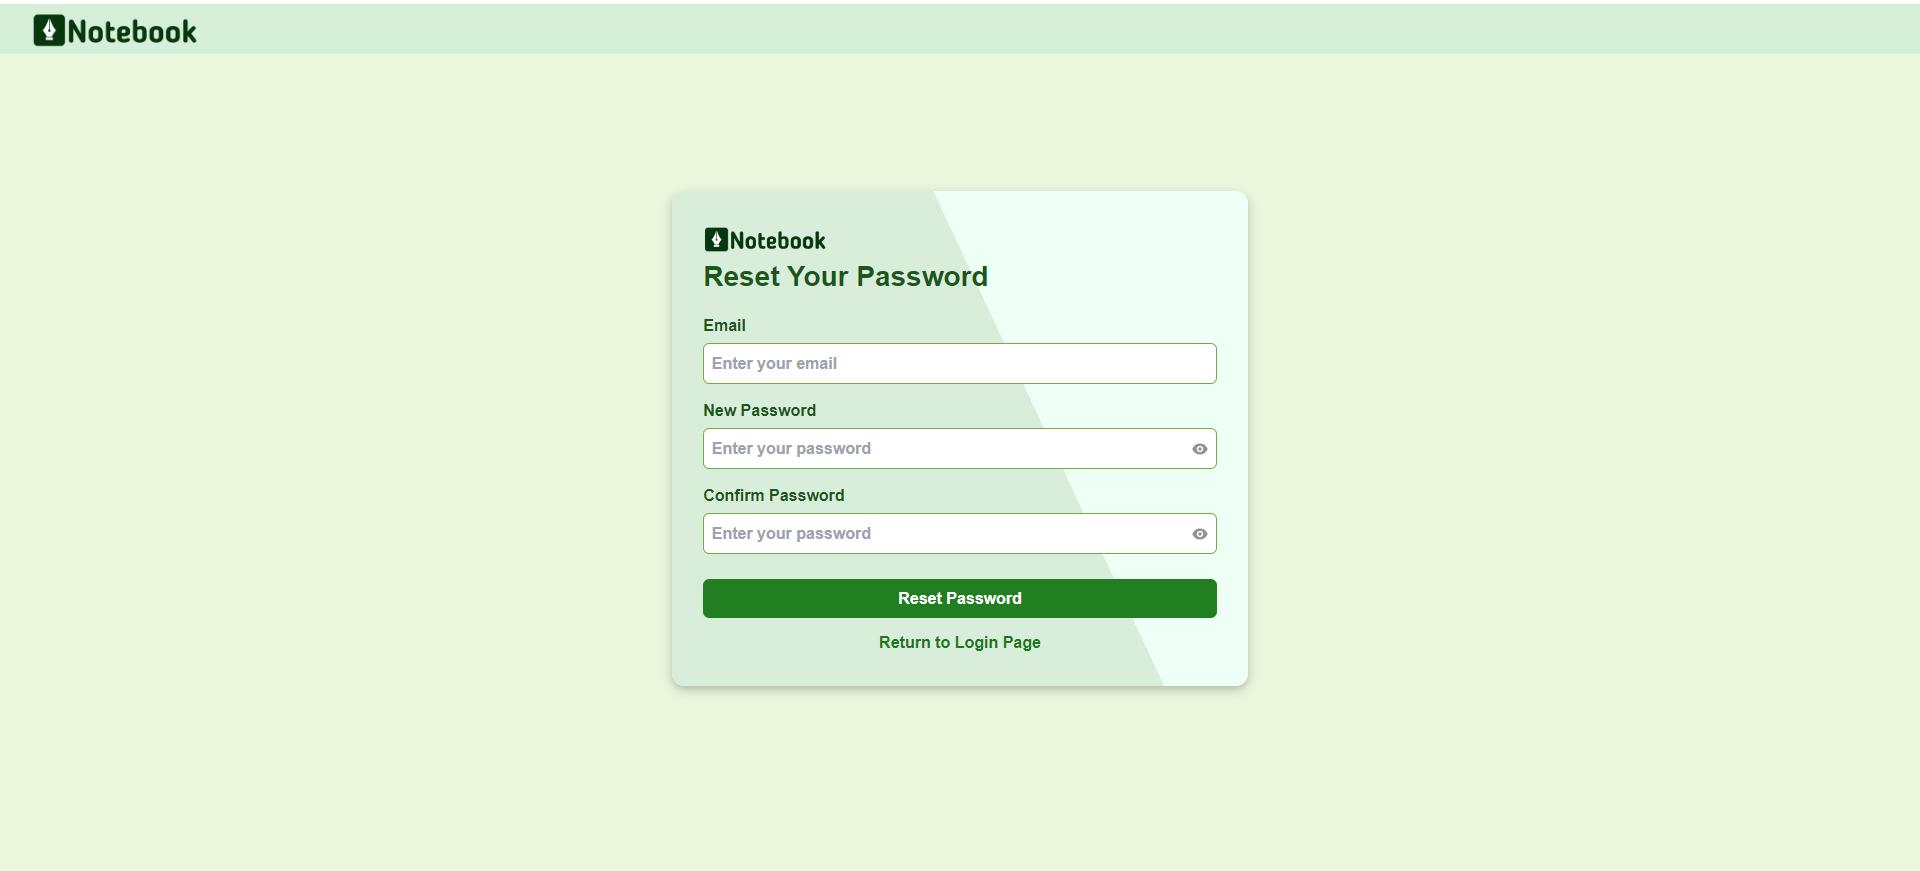 Notebook
Notebook
Reset Your Password
Email
Enter your email
New Password
Enter your password
Confirm Password
Enter your password
Reset Password
Return to Login Page